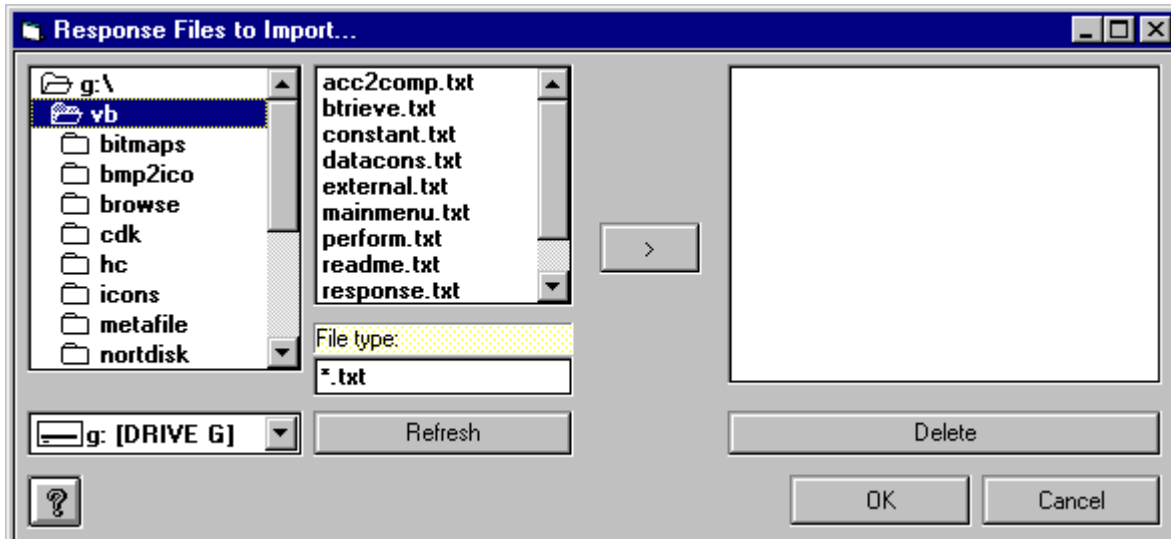 Response Files to Import...
g:\
vb
bitmaps
bmp2ico
browse
cdk
hc
icons
metafile
nortdisk
g: [DRIVE G]
acc2comp.txt
btrieve.txt
constant.txt
datacons.txt
external.txt
mainmenu.txt
perform.txt
readme.txt
response.txt
File type:
*.txt
Refresh
>
Delete
?
OK
Cancel